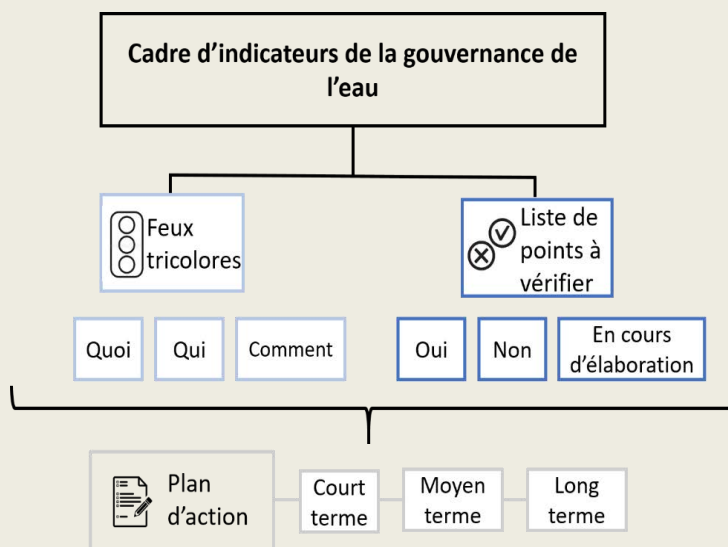 Cadre d'indicateurs de la gouvernance de
l'eau
Feux
tricolores
Liste de
points à
vérifier
Quoi
Qui
Comment
Oui
Non
En cours
d'élaboration
Plan
d'action
Court
terme
Moyen
terme
Long
terme